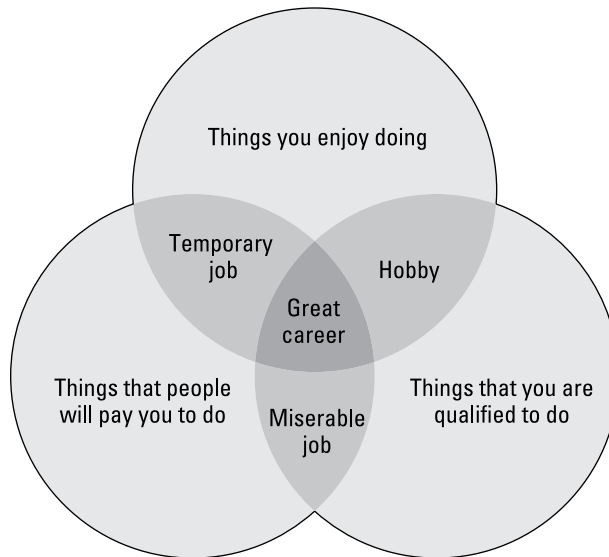 Things you enjoy doing
Temporary
job
Hobby
Great
career
Things that people
will pay you to do
Things that you are
qualified to do
Miserable
job